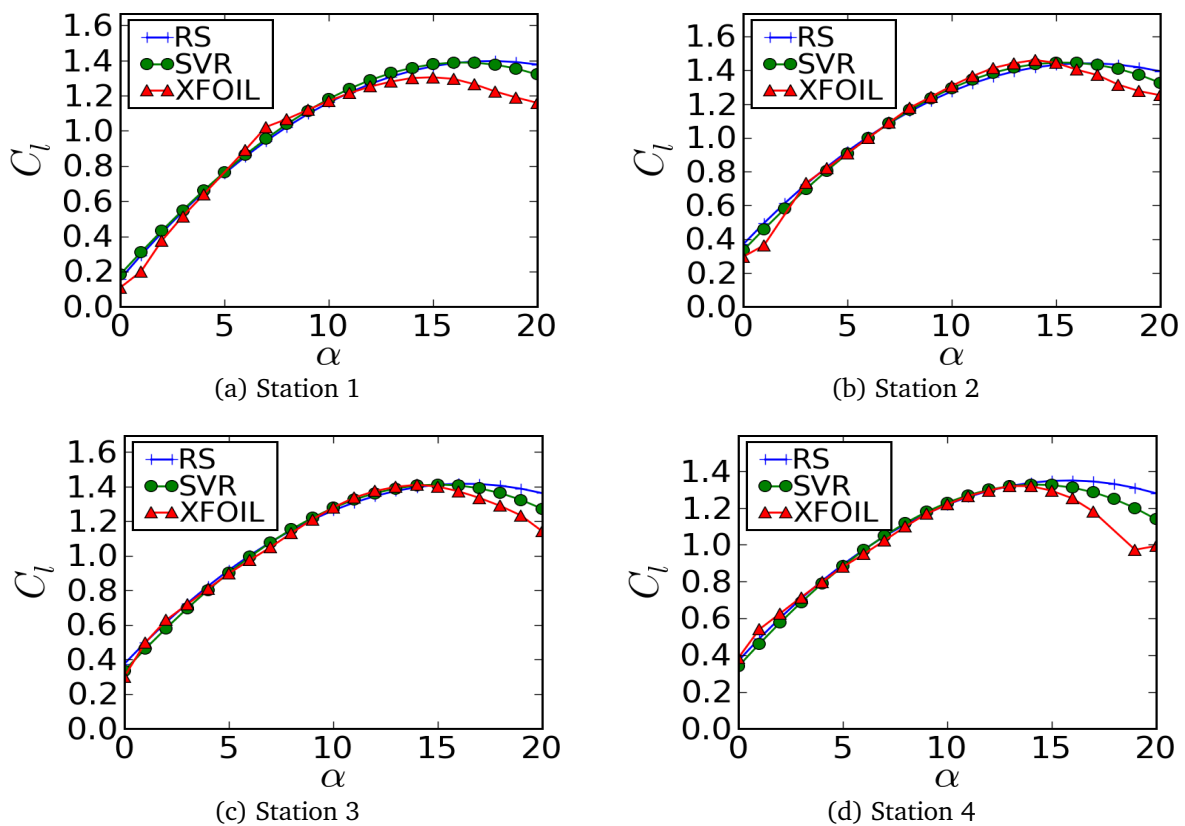 1.6
1.4
1.2
1.0
0.8
0.6
0.4
0.2
0.0
C_l
RS
SVR
XFOIL
0 5 10 15 20
α
(a) Station 1
1.6
1.4
1.2
1.0
0.8
0.6
0.4
0.2
0.0
C_l
RS
SVR
XFOIL
0 5 10 15 20
α
(b) Station 2
1.6
1.4
1.2
1.0
0.8
0.6
0.4
0.2
0.0
C_l
RS
SVR
XFOIL
0 5 10 15 20
α
(c) Station 3
1.4
1.2
1.0
0.8
0.6
0.4
0.2
0.0
C_l
RS
SVR
XFOIL
0 5 10 15 20
α
(d) Station 4